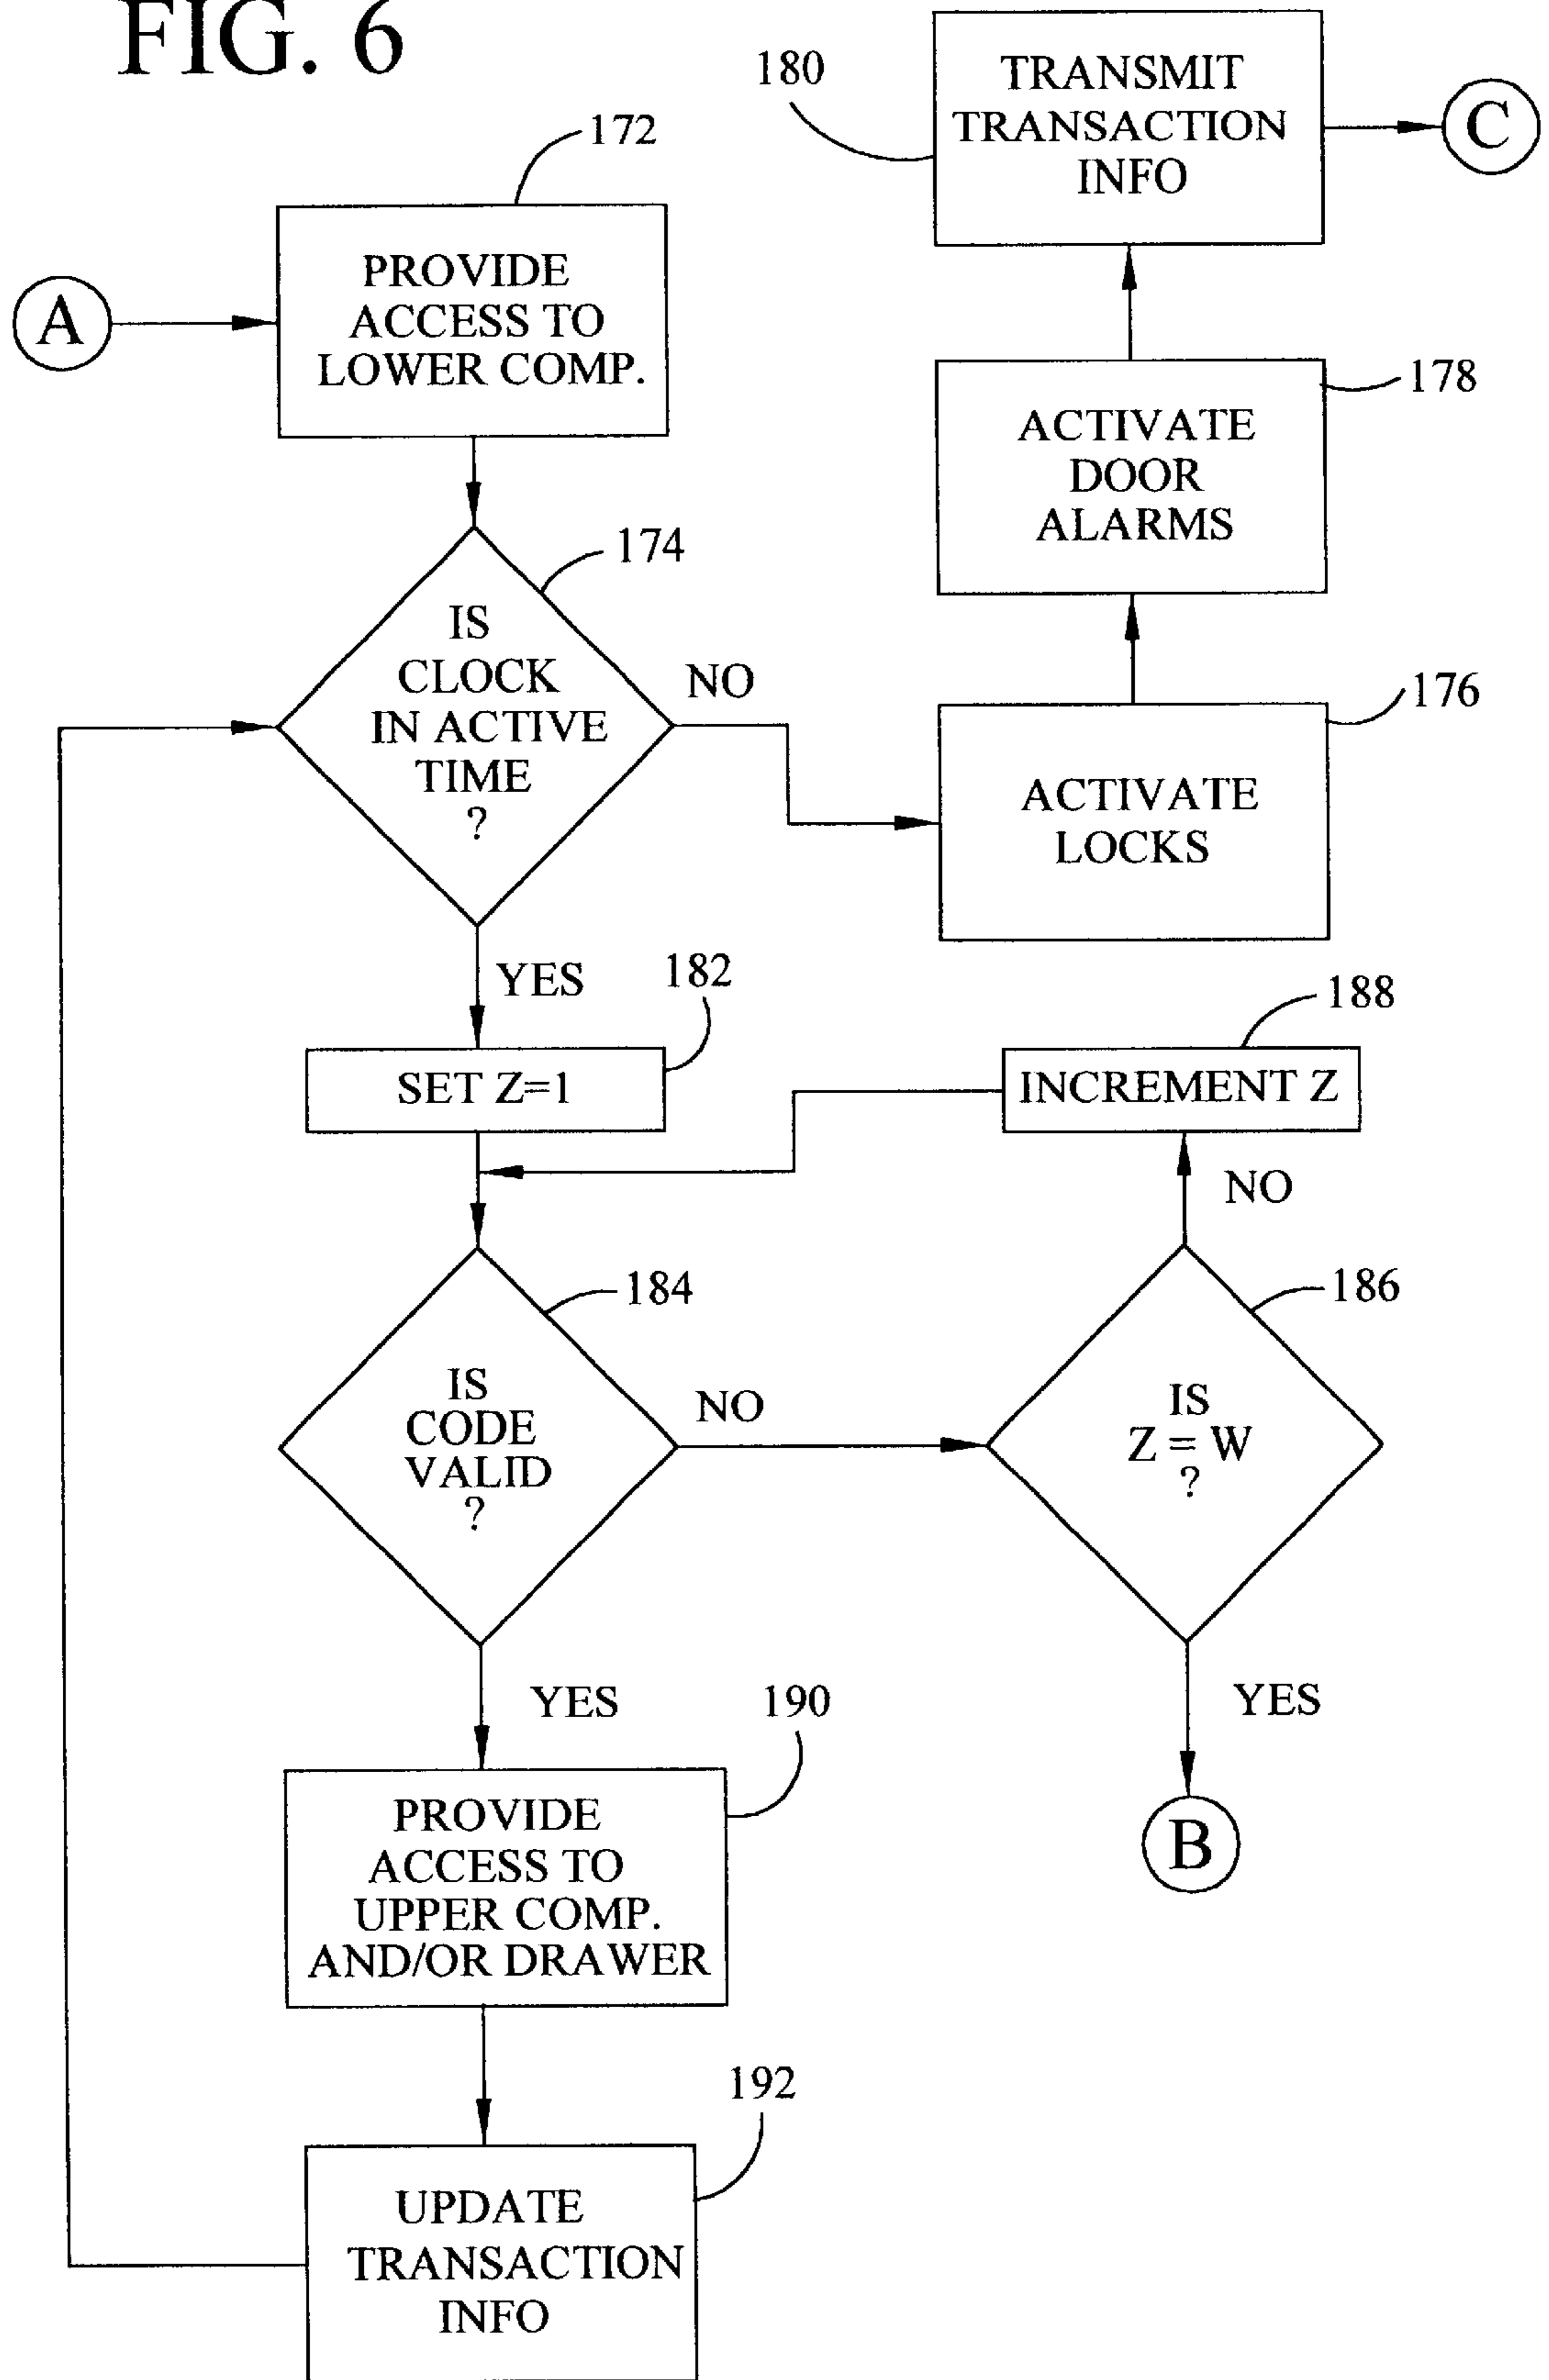 FIG. 6
180
TRANSMIT
TRANSACTION
INFO
C
172
PROVIDE
ACCESS TO
LOWER COMP.
A
178
ACTIVATE
DOOR
ALARMS
174
IS
CLOCK
IN ACTIVE
TIME
?
NO
176
ACTIVATE
LOCKS
YES
182
SET Z=1
188
INCREMENT Z
NO
184
IS
CODE
VALID
?
NO
186
IS
Z = W
?
YES
B
YES
190
PROVIDE
ACCESS TO
UPPER COMP.
AND/OR DRAWER
192
UPDATE
TRANSACTION
INFO